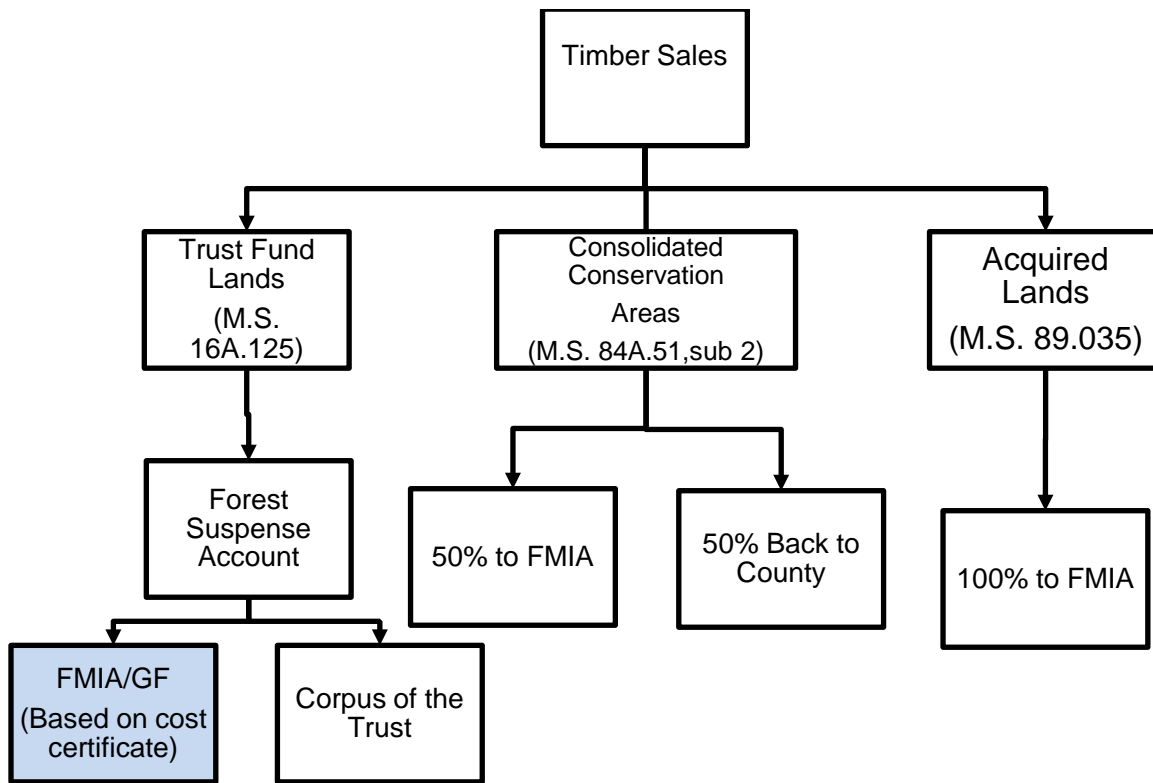 Timber Sales
Trust Fund
Lands
(M.S.
16A.125)
Consolidated
Conservation
Areas
(M.S. 84A.51,sub 2)
Acquired
Lands
(M.S. 89.035)
Forest
Suspense
Account
50% to FMIA
50% Back to
County
100% to FMIA
FMIA/GF
(Based on cost
certificate)
Corpus of the
Trust